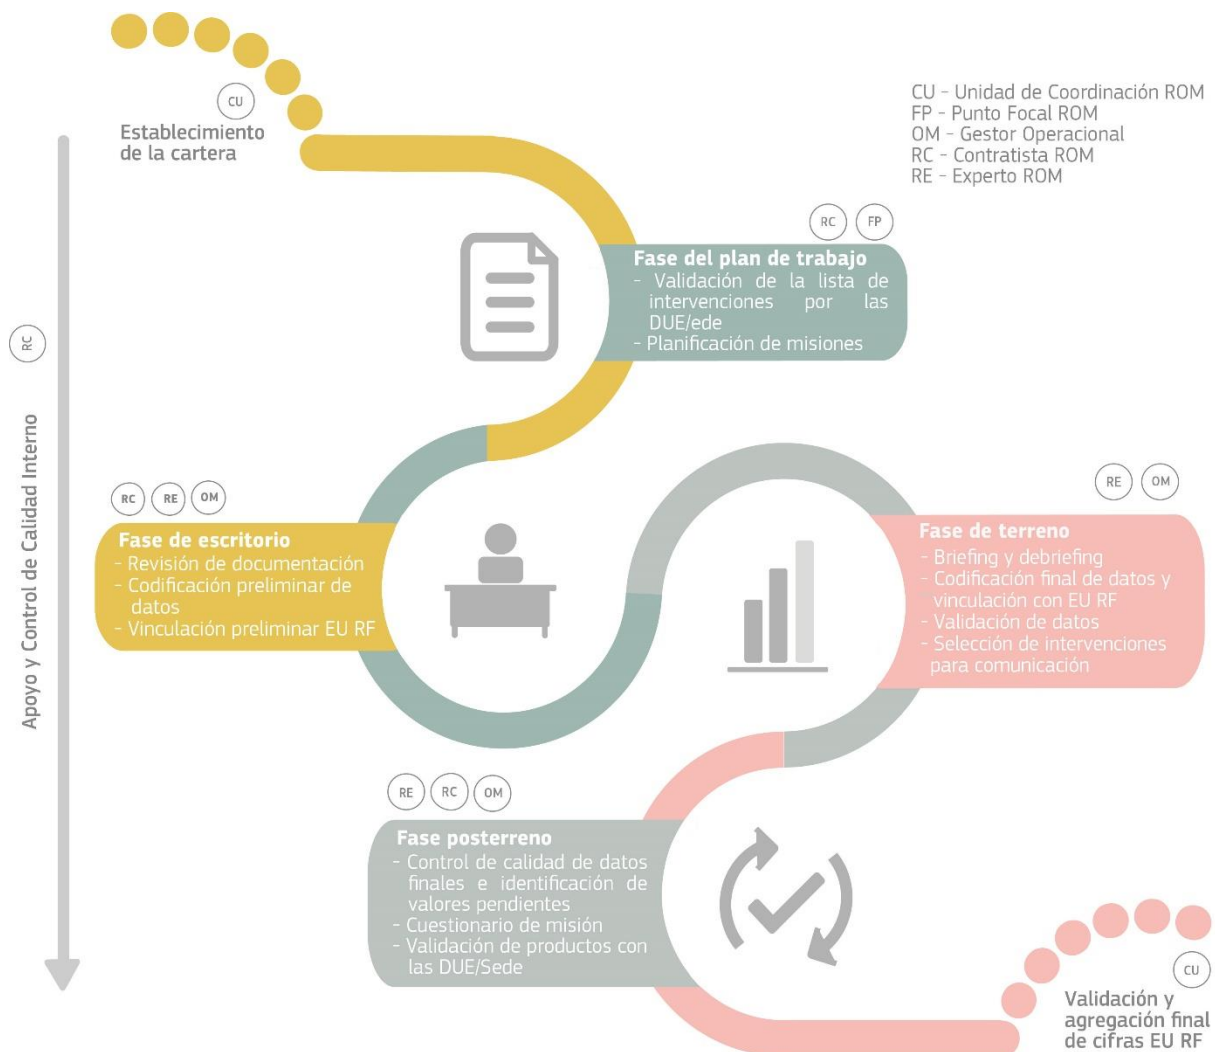 CU
Establecimiento
de la cartera
CU - Unidad de Coordinación ROM
FP - Punto Focal ROM
OM - Gestor Operacional
RC - Contratista ROM
RE - Experto ROM
RC
FP
Fase del plan de trabajo
- Validación de la lista de
intervenciones por las
DUE/ede
- Planificación de misiones
RC
Apoyo y Control de Calidad Interno
RC
RE
OM
Fase de escritorio
- Revisión de documentación
- Codificación preliminar de
datos
- Vinculación preliminar EU RF
RE
OM
Fase de terreno
- Briefing y debriefing
- Codificación final de datos y
vinculación con EU RF
- Validación de datos
- Selección de intervenciones
para comunicación
RE
RC
OM
Fase posterreno
- Control de calidad de datos
finales e identificación de
valores pendientes
- Cuestionario de misión
- Validación de productos con
las DUE/Sede
CU
Validación y
agregación final
de cifras EU RF